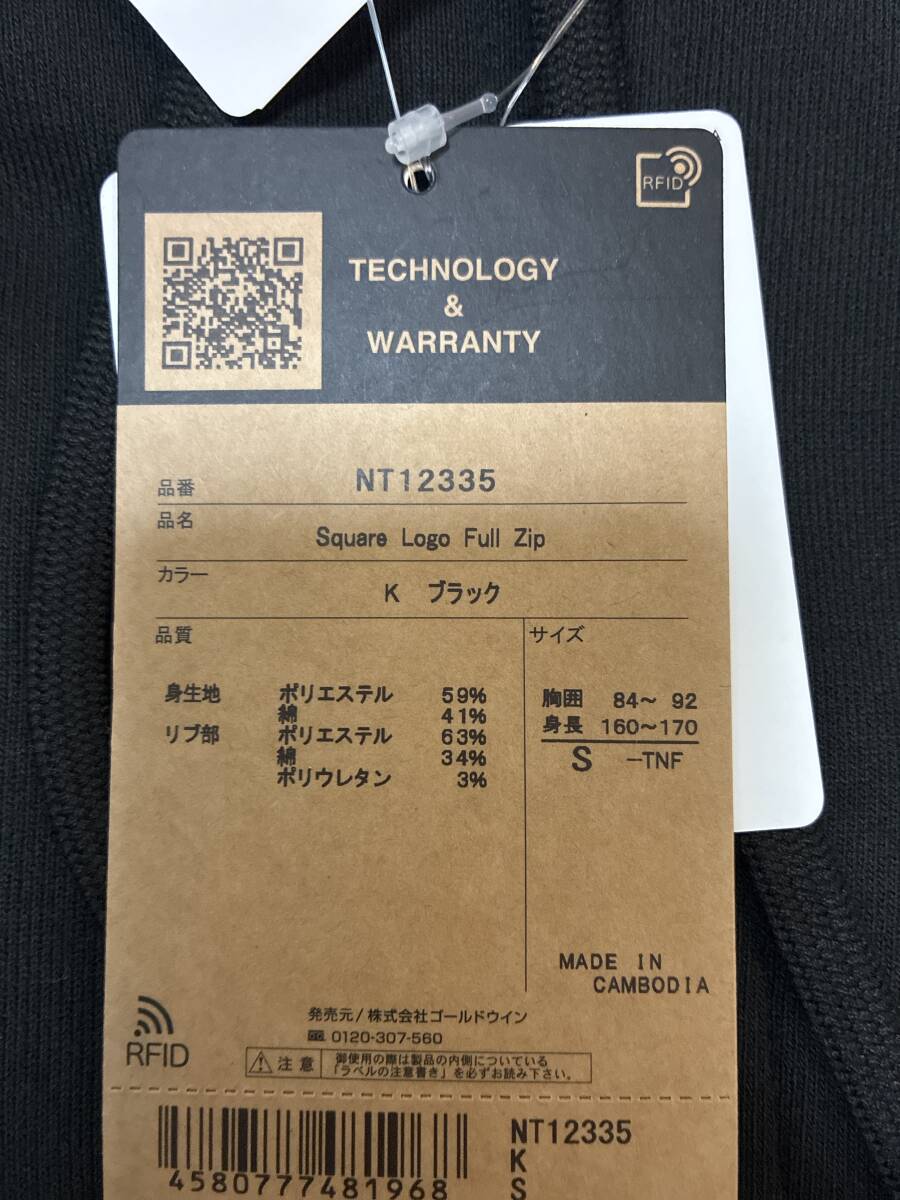 RFID
TECHNOLOGY
&
WARRANTY
品番 NT12335
品名
Square Logo Full Zip
カラー
K ブラック
品質
身生地 ポリエステル 59%
綿 41%
リブ部 ポリエステル 63%
綿 34%
ポリウレタン 3%
サイズ
胸囲 84～ 92
身長 160～170
S -TNF
MADE IN
CAMBODIA
発売元/株式会社ゴールドウイン
0120-307-560
RFID
注意
御使用の際は製品の内側についている
「ラベルの注意書き」を必ずお読み下さい。
4580777481968
NT12335
K
S